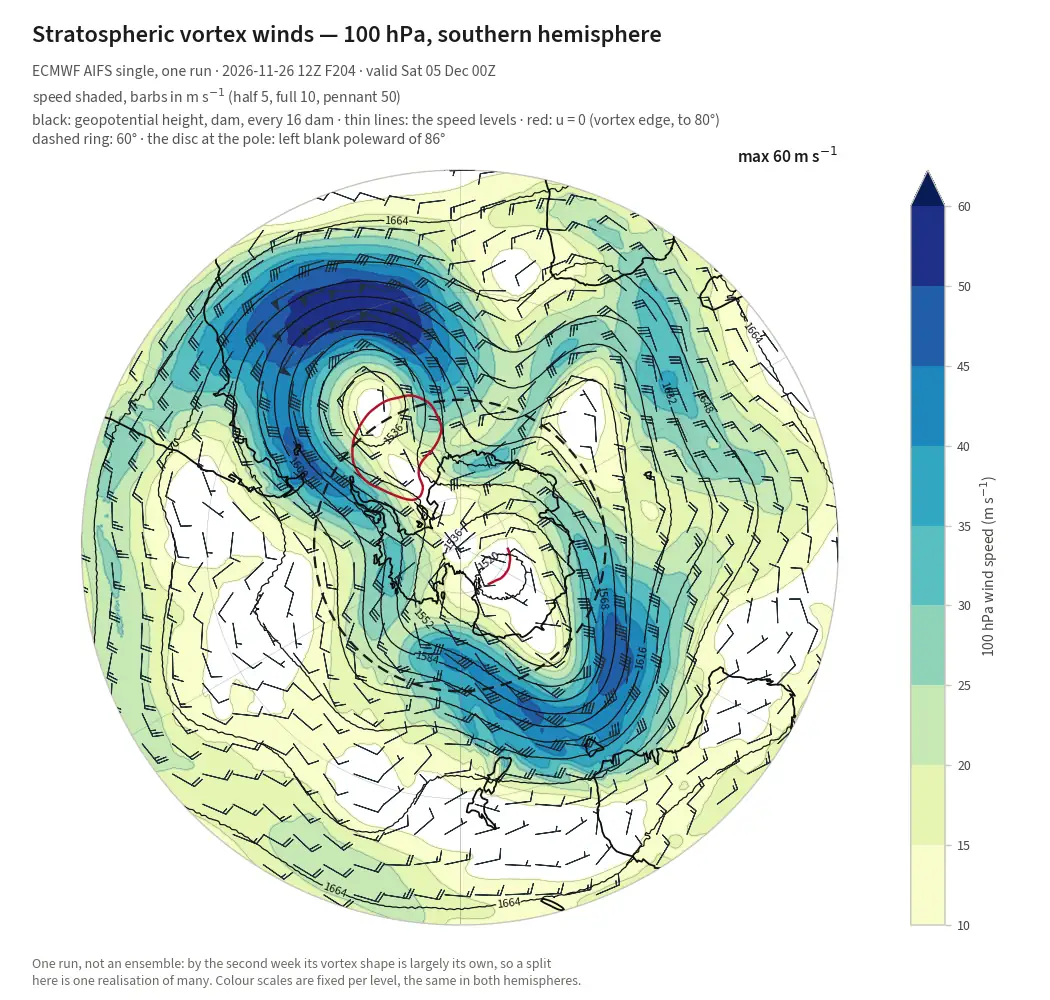 Stratospheric vortex winds — 100 hPa, southern hemisphere
ECMWF AIFS single, one run · 2026-11-26 12Z F204 · valid Sat 05 Dec 00Z
speed shaded, barbs in m s⁻¹ (half 5, full 10, pennant 50)
black: geopotential height, dam, every 16 dam · thin lines: the speed levels · red: u = 0 (vortex edge, to 80°)
dashed ring: 60° · the disc at the pole: left blank poleward of 86°
max 60 m s⁻¹
1664
1664
1648
1632
1536
1600
1536
1520
1568
1552
1584
1616
1664
1664
60
50
45
40
35
30
25
20
15
10
100 hPa wind speed (m s⁻¹)
One run, not an ensemble: by the second week its vortex shape is largely its own, so a split
here is one realisation of many. Colour scales are fixed per level, the same in both hemispheres.